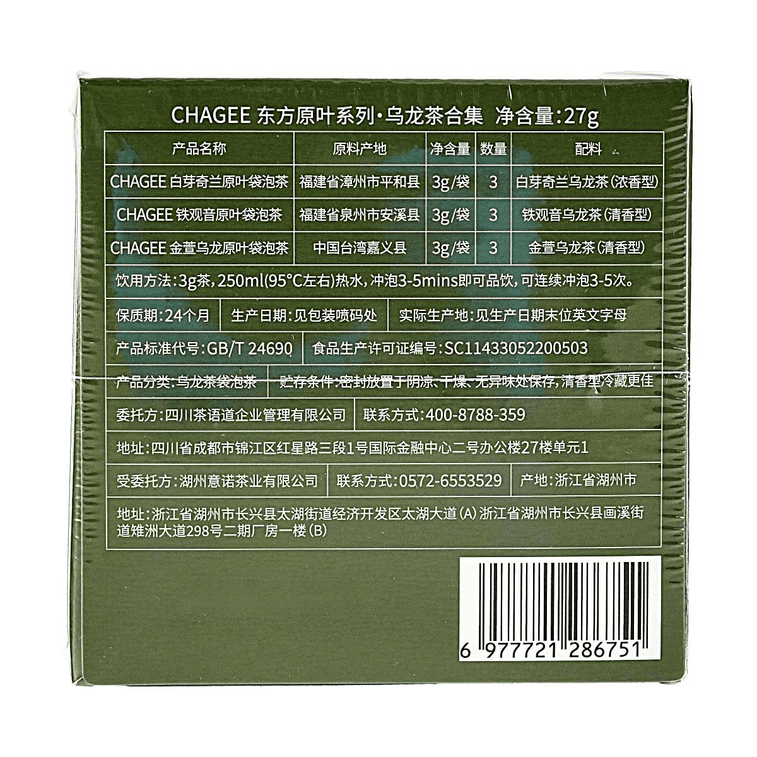 CHAGEE 东方原叶系列·乌龙茶合集 净含量:27g
产品名称 原料产地 净含量 数量 配料
CHAGEE 白芽奇兰原叶袋泡茶 福建省漳州市平和县 3g/袋 3 白芽奇兰乌龙茶(浓香型)
CHAGEE 铁观音原叶袋泡茶 福建省泉州市安溪县 3g/袋 3 铁观音乌龙茶(清香型)
CHAGEE 金萱乌龙原叶袋泡茶 中国台湾嘉义县 3g/袋 3 金萱乌龙茶(清香型)
饮用方法:3g茶,250ml(95℃左右)热水,冲泡3-5mins即可品饮,可连续冲泡3-5次。
保质期:24个月 生产日期:见包装喷码处 实际生产地:见生产日期末位英文字母
产品标准代号:GB/T 24690 食品生产许可证编号:SC11433052200503
产品分类:乌龙茶袋泡茶 贮存条件:密封放置于阴凉、干燥、无异味处保存,清香型冷藏更佳
委托方:四川茶语道企业管理有限公司 联系方式:400-8788-359
地址:四川省成都市锦江区红星路三段1号国际金融中心二号办公楼27楼单元1
受委托方:湖州意诺茶业有限公司 联系方式:0572-6553529 产地:浙江省湖州市
地址:浙江省湖州市长兴县太湖街道经济开发区太湖大道(A)浙江省湖州市长兴县画溪街
道雉洲大道298号二期厂房一楼(B)
6 977721 286751